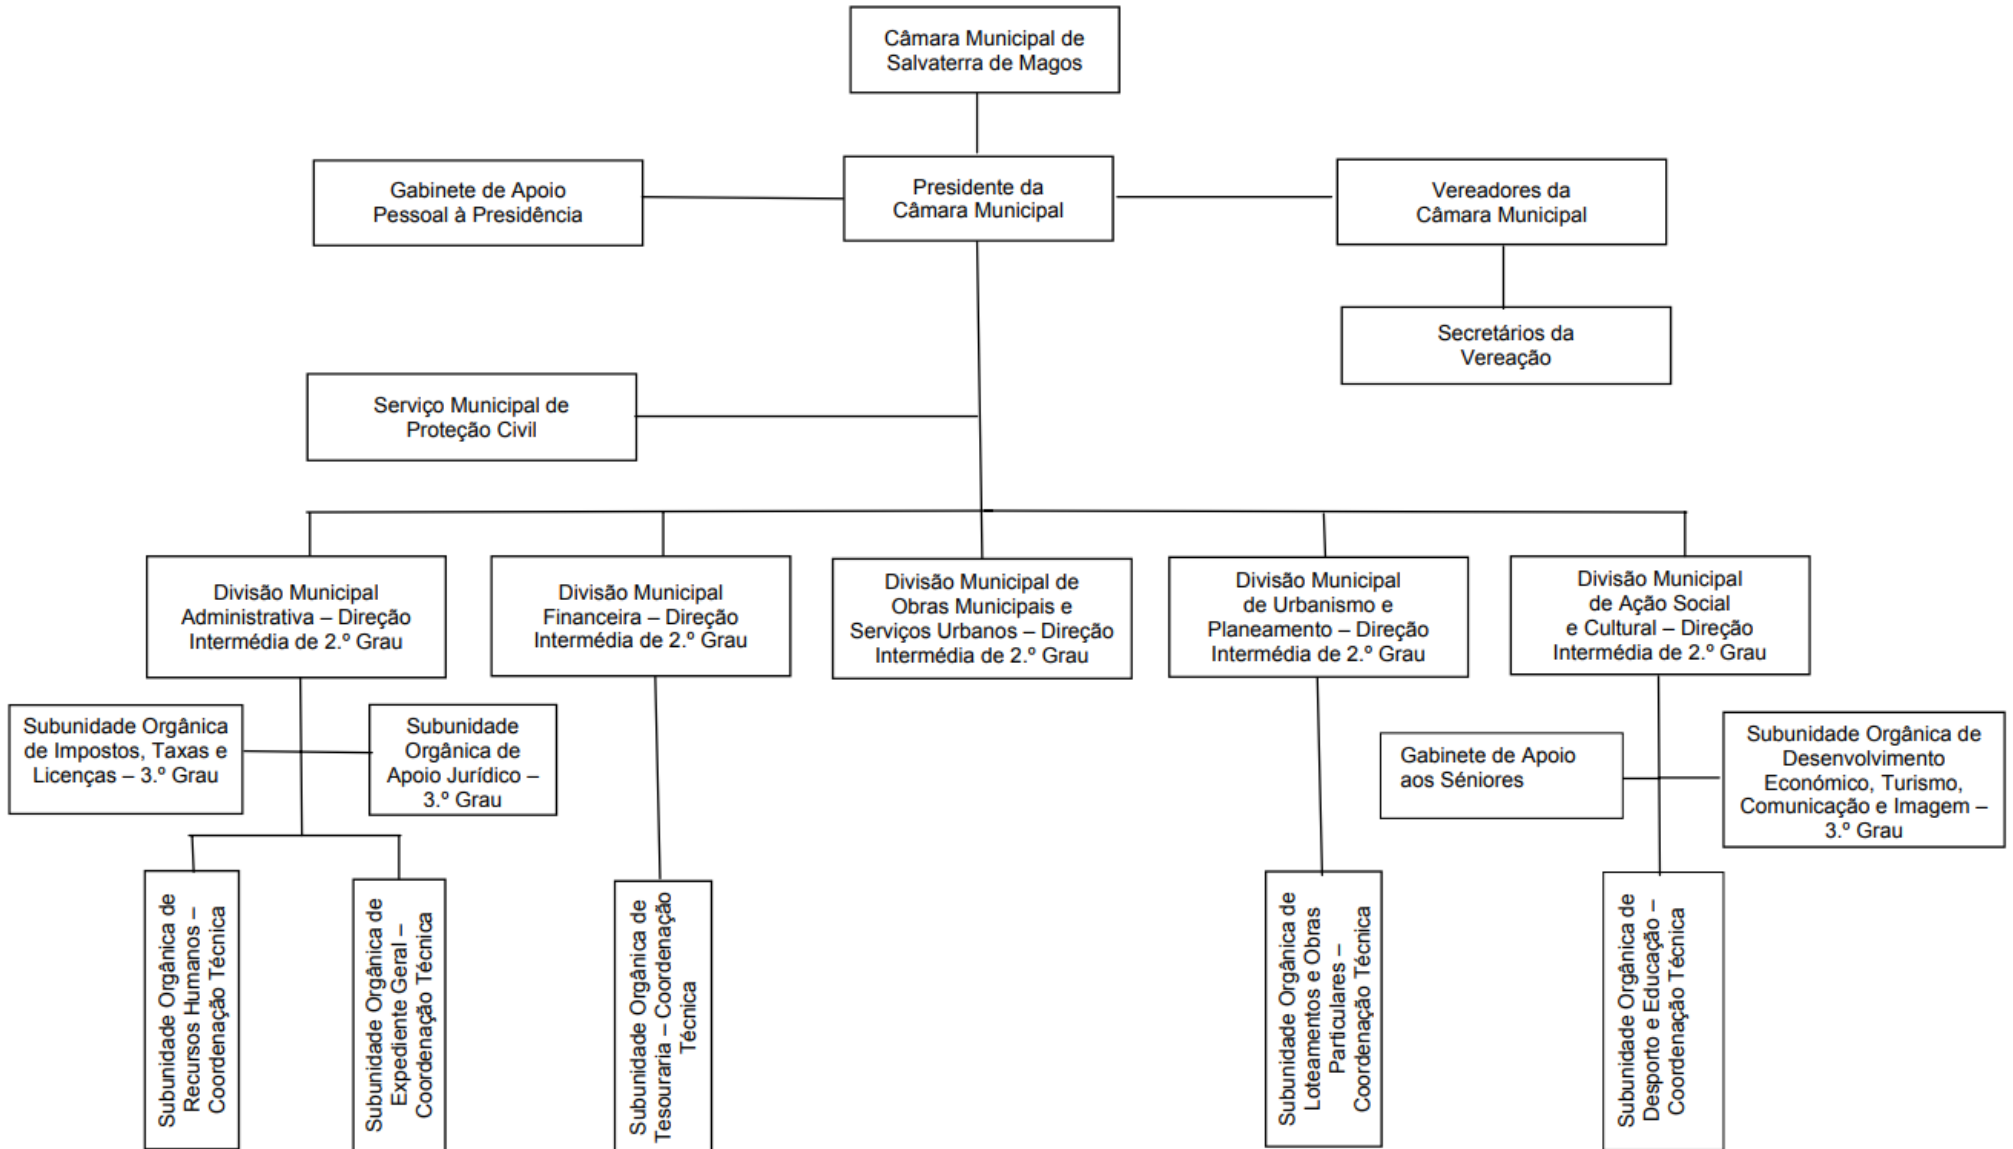 Câmara Municipal de
Salvaterra de Magos
Gabinete de Apoio
Pessoal à Presidência
Presidente da
Câmara Municipal
Vereadores da
Câmara Municipal
Secretários da
Vereação
Serviço Municipal de
Proteção Civil
Divisão Municipal
Administrativa – Direção
Intermédia de 2.º Grau
Divisão Municipal
Financeira – Direção
Intermédia de 2.º Grau
Divisão Municipal de
Obras Municipais e
Serviços Urbanos – Direção
Intermédia de 2.º Grau
Divisão Municipal
de Urbanismo e
Planeamento – Direção
Intermédia de 2.º Grau
Divisão Municipal
de Ação Social
e Cultural – Direção
Intermédia de 2.º Grau
Subunidade Orgânica
de Impostos, Taxas e
Licenças – 3.º Grau
Subunidade
Orgânica de
Apoio Jurídico –
3.º Grau
Gabinete de Apoio
aos Séniores
Subunidade Orgânica de
Desenvolvimento
Económico, Turismo,
Comunicação e Imagem –
3.º Grau
Subunidade Orgânica de
Recursos Humanos –
Coordenação Técnica
Subunidade Orgânica de
Expediente Geral –
Coordenação Técnica
Subunidade Orgânica de
Tesouraria – Coordenação
Técnica
Subunidade Orgânica de
Loteamentos e Obras
Particulares –
Coordenação Técnica
Subunidade Orgânica de
Desporto e Educação –
Coordenação Técnica